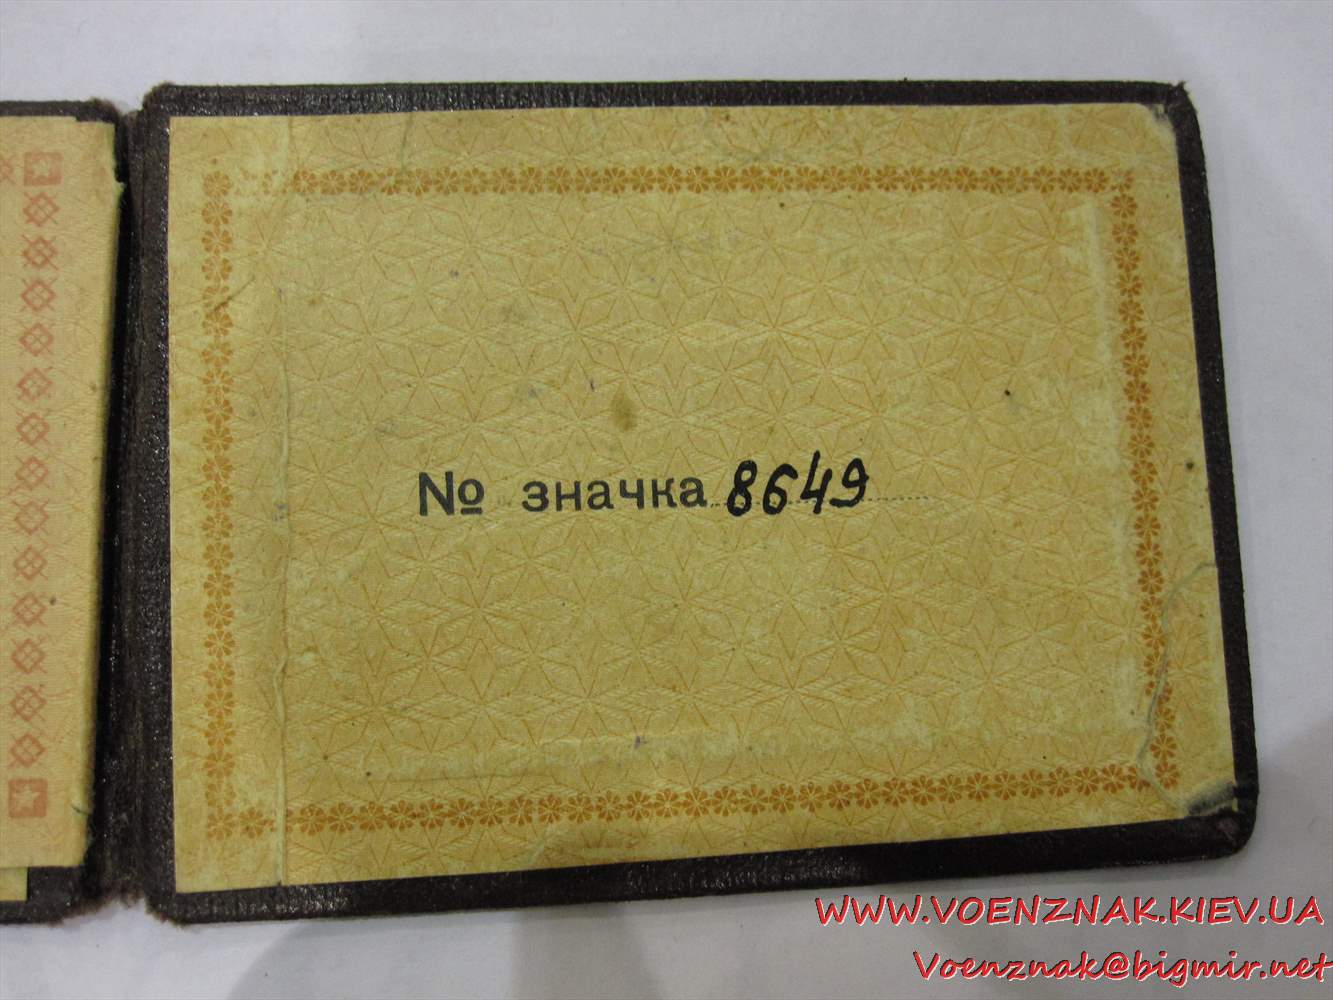 № значка 8649
WWW.VOENZNAK.KIEV.UA
Voenznak@bigmir.net